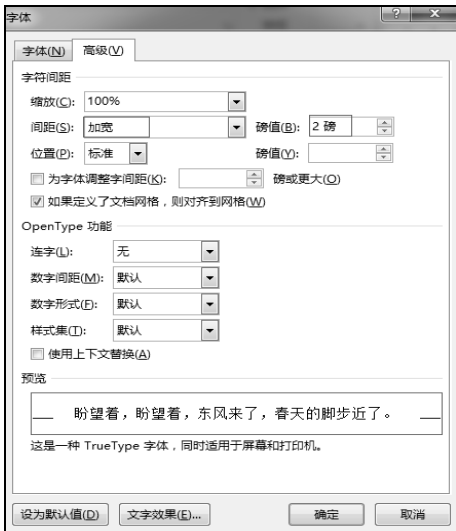 字体
字体(N) 高级(V)
字符间距
缩放(C): 100%
间距(S): 加宽 磅值(B): 2 磅
位置(P): 标准 磅值(Y):
为字体调整字间距(K): 磅或更大(O)
如果定义了文档网格，则对齐到网格(W)
OpenType 功能
连字(L): 无
数字间距(M): 默认
数字形式(F): 默认
样式集(T): 默认
使用上下文替换(A)
预览
盼望着，盼望着，东风来了，春天的脚步近了。
这是一种 TrueType 字体，同时适用于屏幕和打印机。
设为默认值(D) 文字效果(E)... 确定 取消